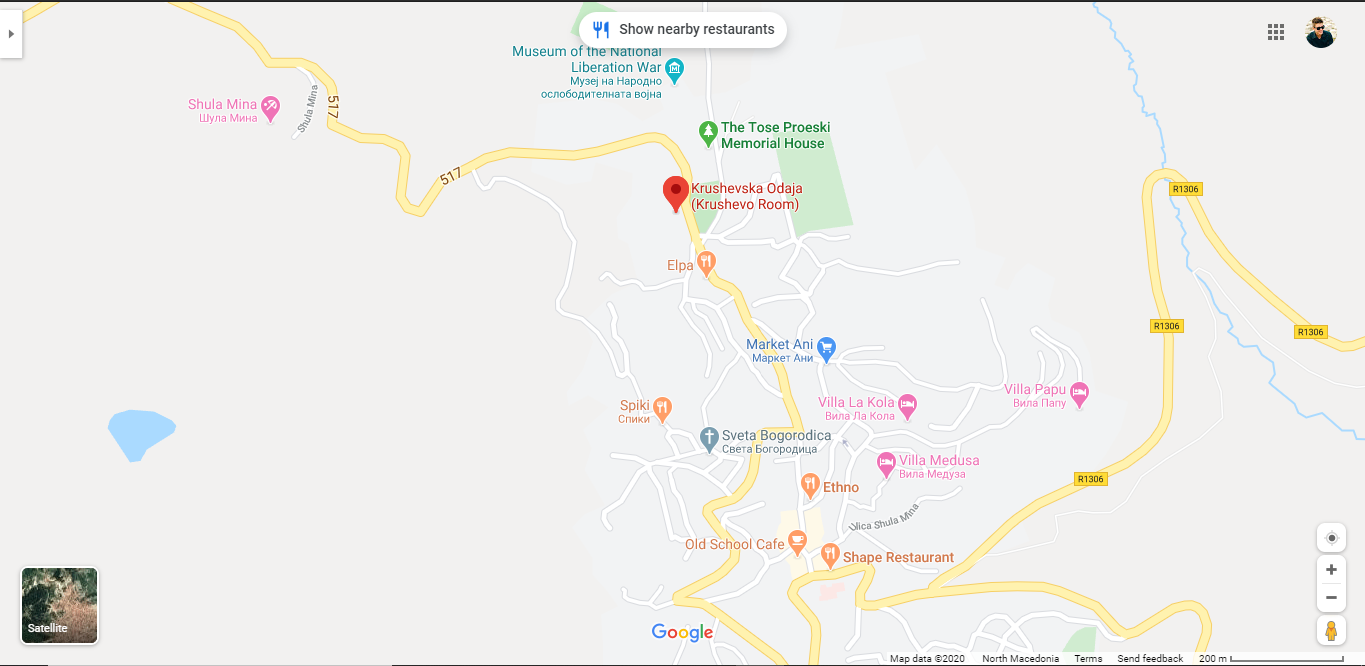 Show nearby restaurants
Museum of the National
Liberation War
Музеј на Народно
ослободителната војна
Shula Mina
Шула Мина
Shula Mina
517
The Tose Proeski
Memorial House
517
Krushevska Odaja
(Krushevo Room)
R1306
Elpa
R1306
R1306
Market Ani
Маркет Ани
Villa Papu
Вила Папу
Villa La Kola
Вила Ла Кола
Spiki
Спики
Sveta Bogorodica
Света Богородица
Villa Medusa
Вила Медуза
R1306
Ethno
Ulica Shula Mina
Old School Cafe
Shape Restaurant
Satellite
Google
Map data ©2020 North Macedonia Terms Send feedback 200 m